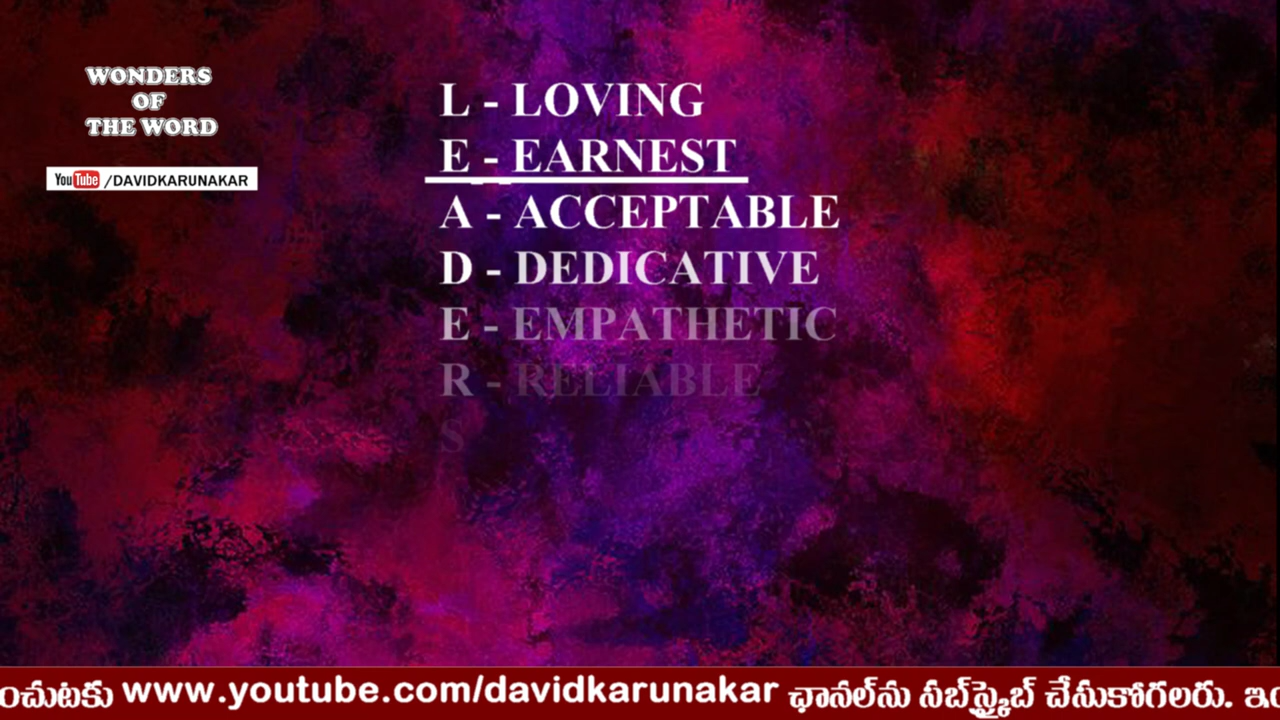 WONDERS
OF
THE WORD
YouTube /DAVIDKARUNAKAR
L - LOVING
E - EARNEST
A - ACCEPTABLE
D - DEDICATIVE
E - EMPATHETIC
R - RELIABLE
S
ంచుటకు www.youtube.com/davidkarunakar ఛానల్‌ను సబ్‌స్క్రైబ్ చేసుకోగలరు. ఇం